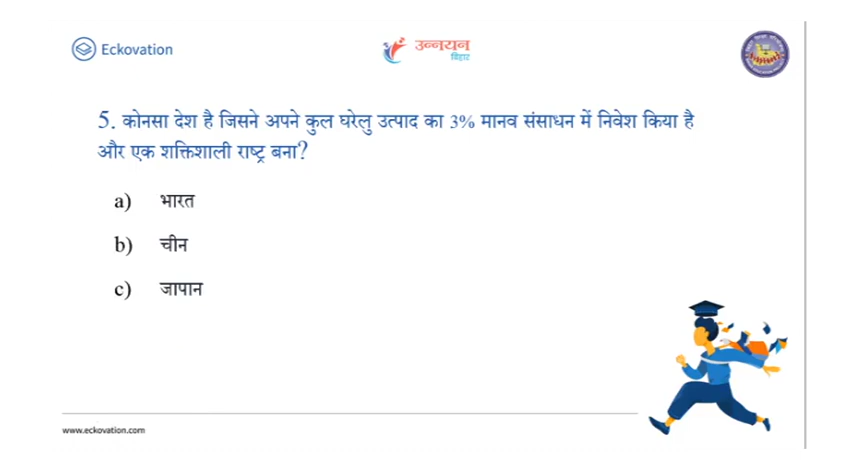 Eckovation
उन्नयन
बिहार
5. कोनसा देश है जिसने अपने कुल घरेलु उत्पाद का 3% मानव संसाधन में निवेश किया है
और एक शक्तिशाली राष्ट्र बना?
a) भारत
b) चीन
c) जापान
www.eckovation.com